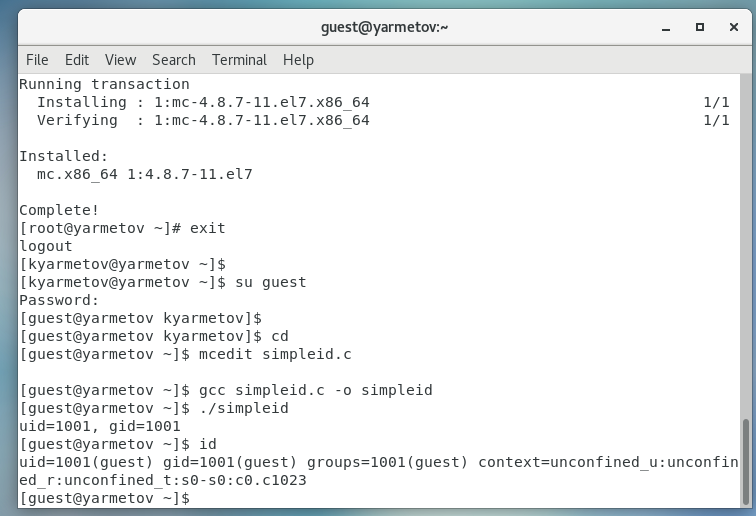 guest@yarmetov:~
File Edit View Search Terminal Help
Running transaction
  Installing : 1:mc-4.8.7-11.el7.x86_64 1/1
  Verifying  : 1:mc-4.8.7-11.el7.x86_64 1/1
Installed:
  mc.x86_64 1:4.8.7-11.el7
Complete!
[root@yarmetov ~]# exit
logout
[kyarmetov@yarmetov ~]$
[kyarmetov@yarmetov ~]$ su guest
Password:
[guest@yarmetov kyarmetov]$
[guest@yarmetov kyarmetov]$ cd
[guest@yarmetov ~]$ mcedit simpleid.c
[guest@yarmetov ~]$ gcc simpleid.c -o simpleid
[guest@yarmetov ~]$ ./simpleid
uid=1001, gid=1001
[guest@yarmetov ~]$ id
uid=1001(guest) gid=1001(guest) groups=1001(guest) context=unconfined_u:unconfin
ed_r:unconfined_t:s0-s0:c0.c1023
[guest@yarmetov ~]$